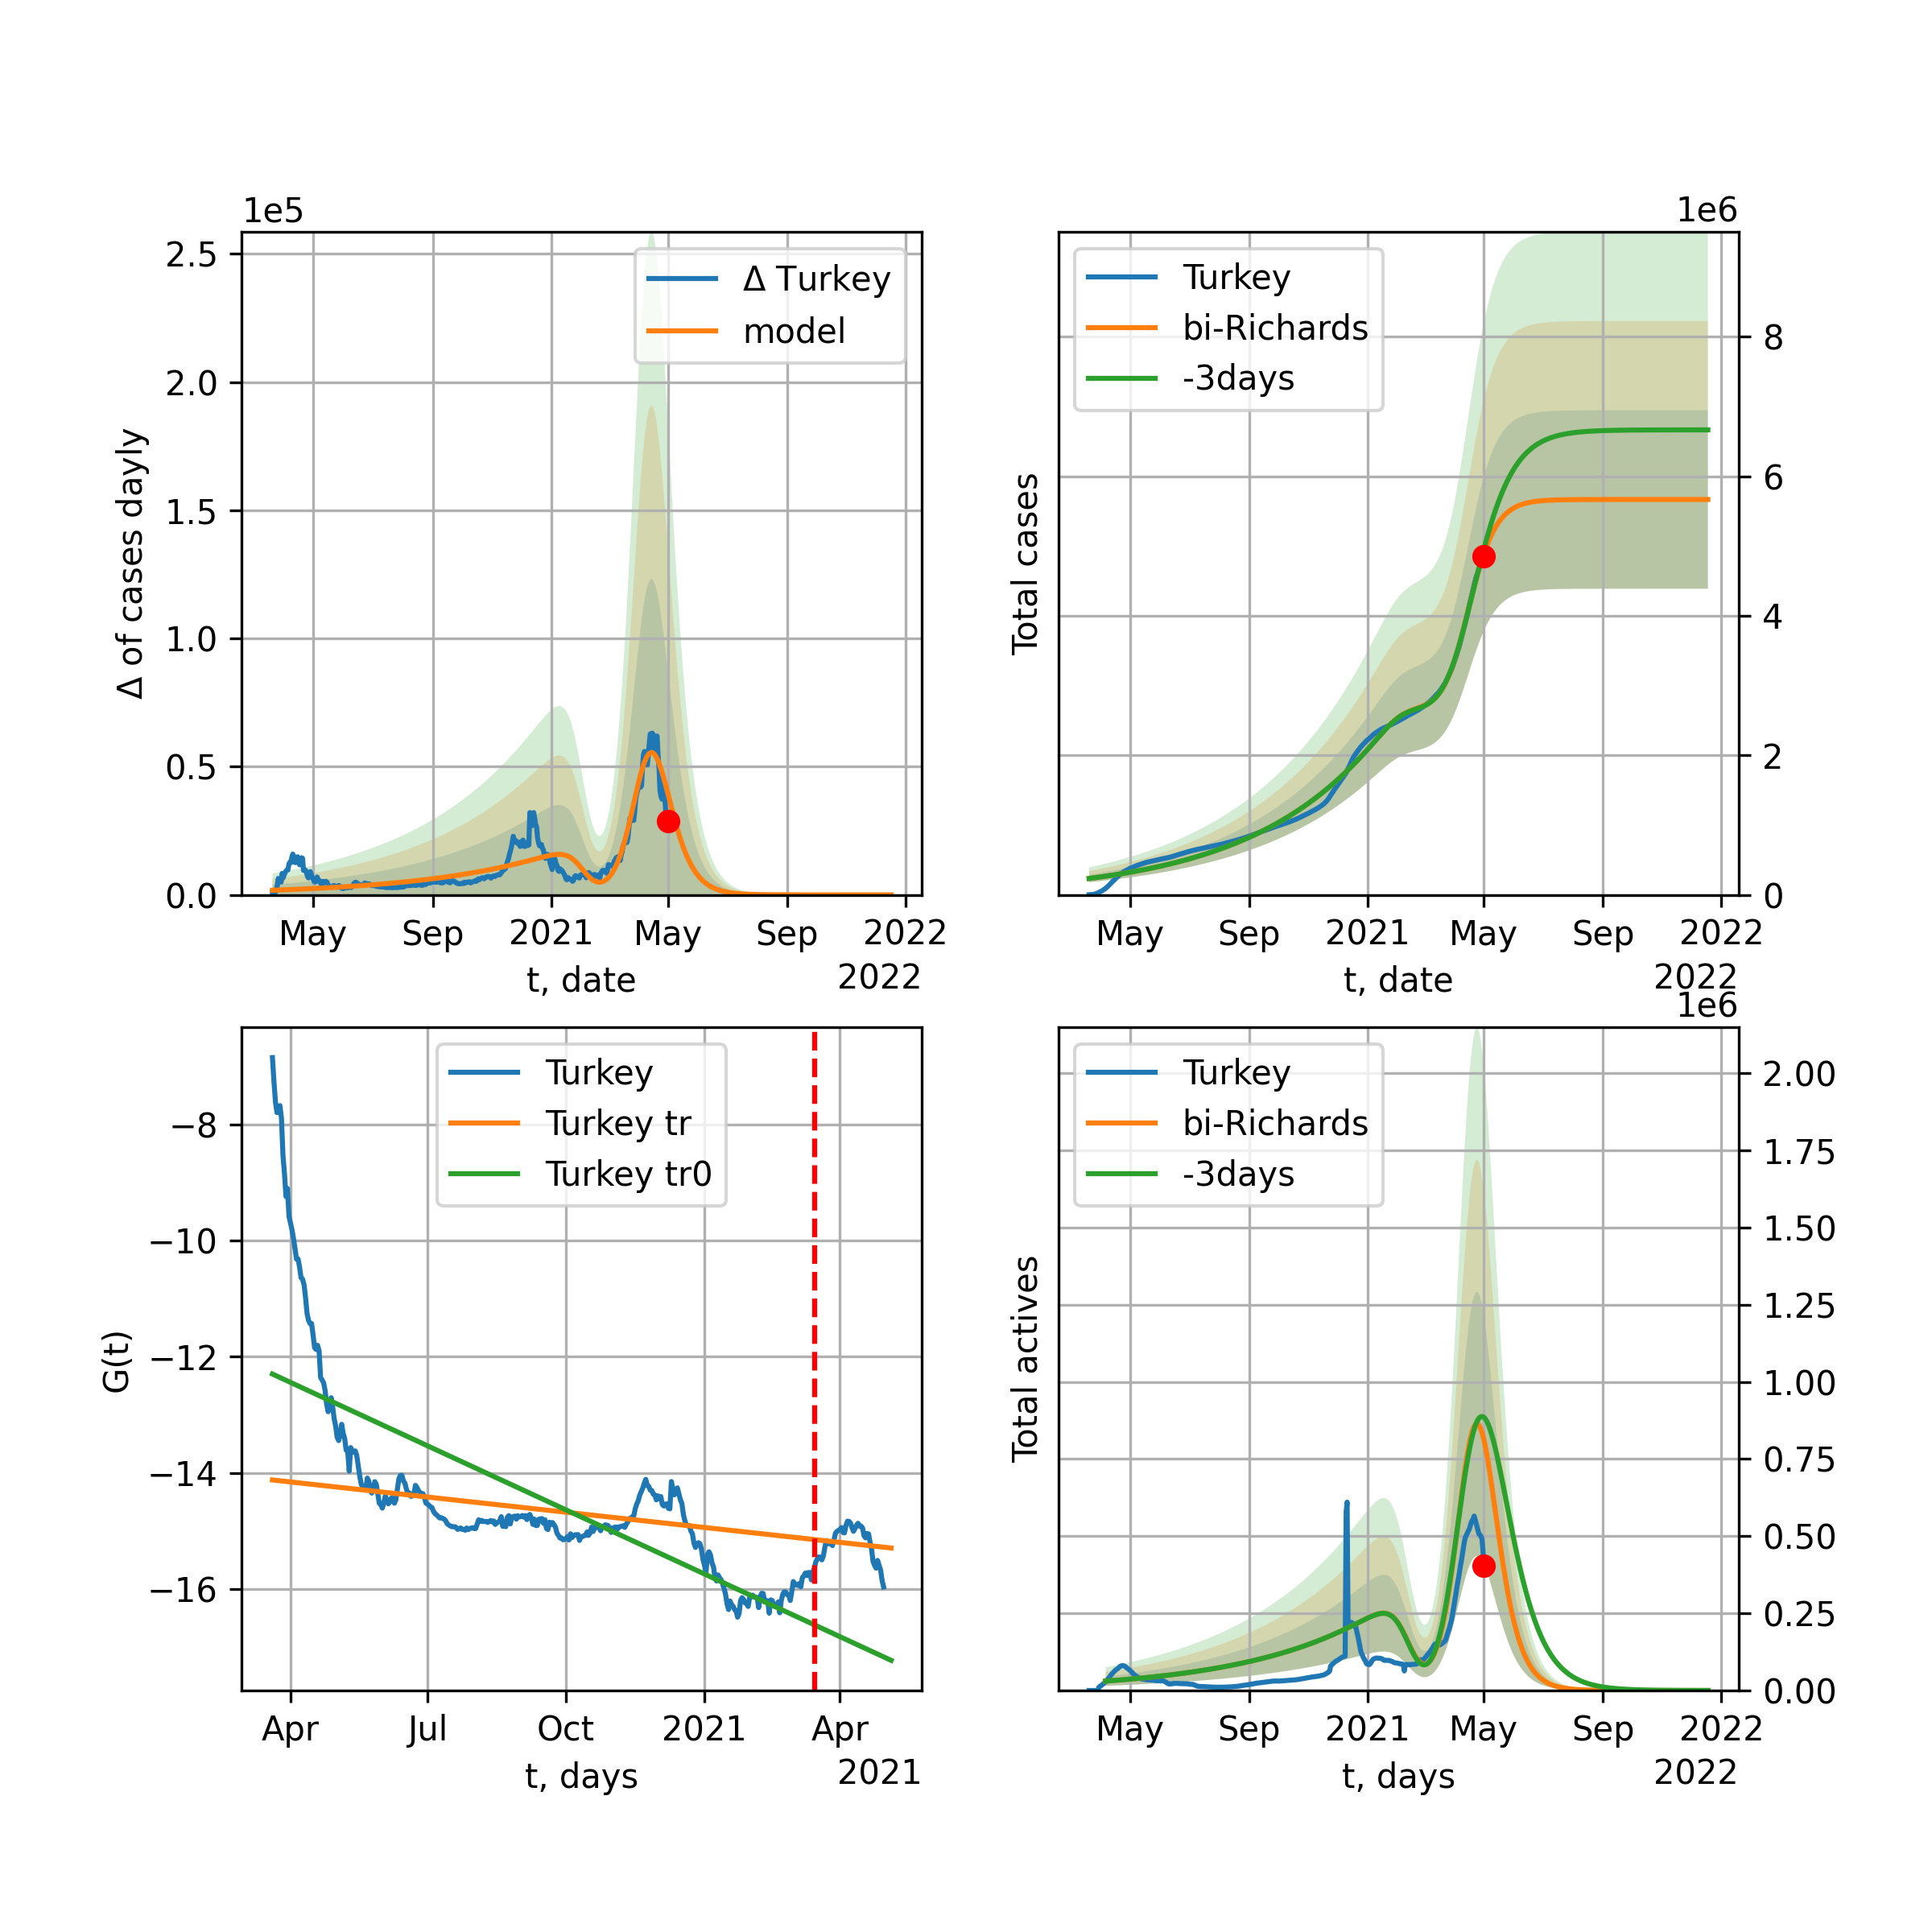 1e5
2.5
2.0
1.5
1.0
0.5
0.0
Δ of cases dayly
Δ Turkey
model
May Sep 2021 May Sep 2022
t, date
2022
1e6
Total cases
Turkey
bi-Richards
-3days
8
6
4
2
0
May Sep 2021 May Sep 2022
t, date
2022
G(t)
−8
−10
−12
−14
−16
Turkey
Turkey tr
Turkey tr0
Apr Jul Oct 2021 Apr
t, days
2021
1e6
Total actives
Turkey
bi-Richards
-3days
2.00
1.75
1.50
1.25
1.00
0.75
0.50
0.25
0.00
May Sep 2021 May Sep 2022
t, days
2022